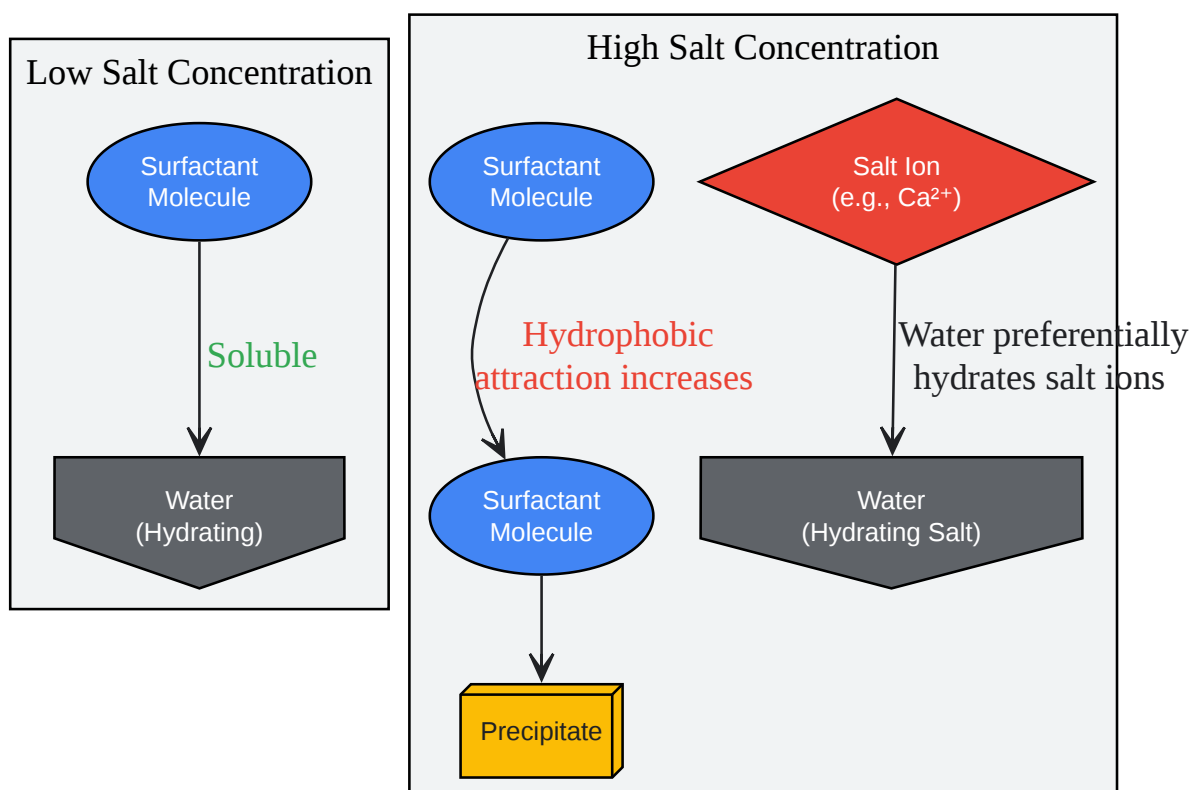 Low Salt Concentration
Surfactant
Molecule
Soluble
Water
(Hydrating)
High Salt Concentration
Surfactant
Molecule
Salt Ion
(e.g., Ca²⁺)
Hydrophobic
attraction increases
Water preferentially
hydrates salt ions
Surfactant
Molecule
Water
(Hydrating Salt)
Precipitate